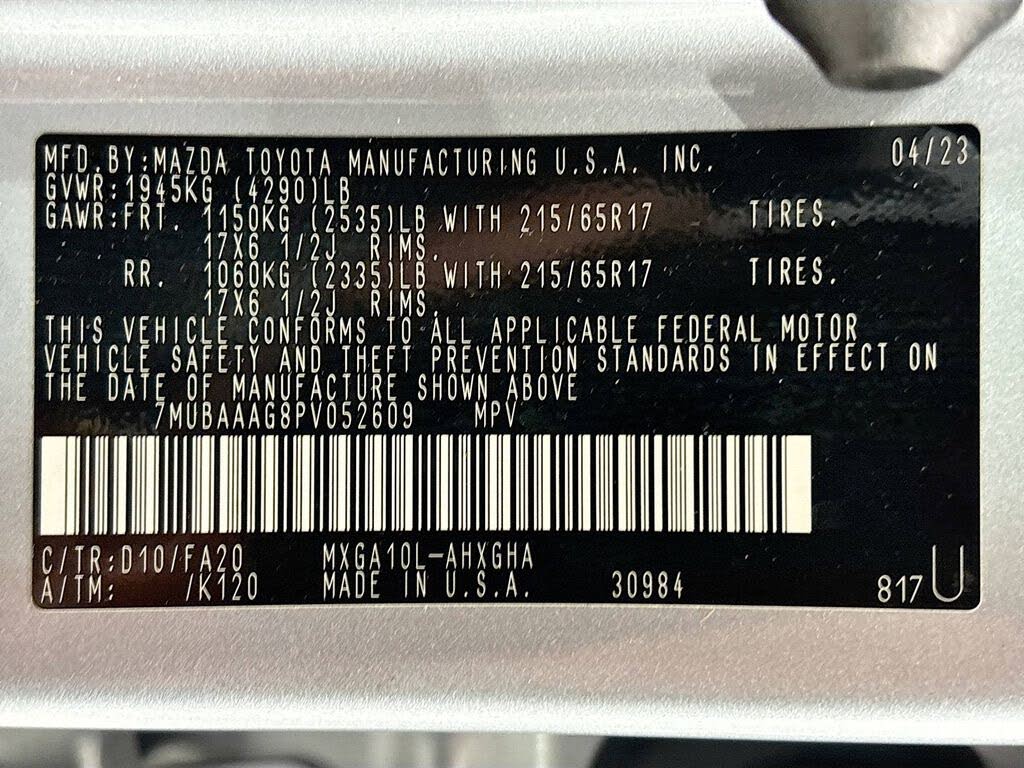 MFD.BY:MAZDA TOYOTA MANUFACTURING U.S.A. INC. 04/23
GVWR:1945KG (4290)LB
GAWR:FRT. 1150KG (2535)LB WITH 215/65R17 TIRES.
17X6 1/2J RIMS.
RR. 1060KG (2335)LB WITH 215/65R17 TIRES.
17X6 1/2J RIMS.
THIS VEHICLE CONFORMS TO ALL APPLICABLE FEDERAL MOTOR
VEHICLE SAFETY AND THEFT PREVENTION STANDARDS IN EFFECT ON
THE DATE OF MANUFACTURE SHOWN ABOVE
7MUBAAAG8PV052609 MPV
C/TR:D10/FA20 MXGA10L-AHXGHA
A/TM: /K120 MADE IN U.S.A. 30984 817 U